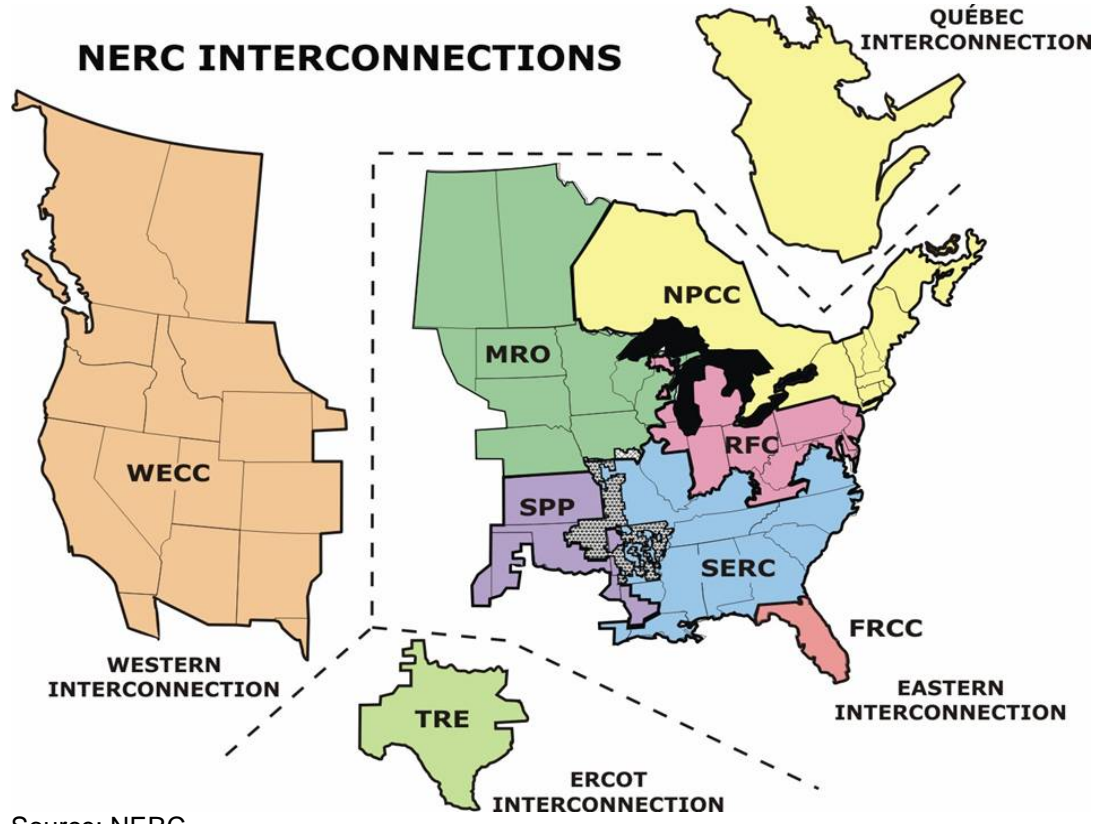 QUÉBEC
INTERCONNECTION
NERC INTERCONNECTIONS
NPCC
MRO
RFC
WECC
SPP
SERC
FRCC
WESTERN
INTERCONNECTION
EASTERN
INTERCONNECTION
TRE
ERCOT
INTERCONNECTION
Source: NERC